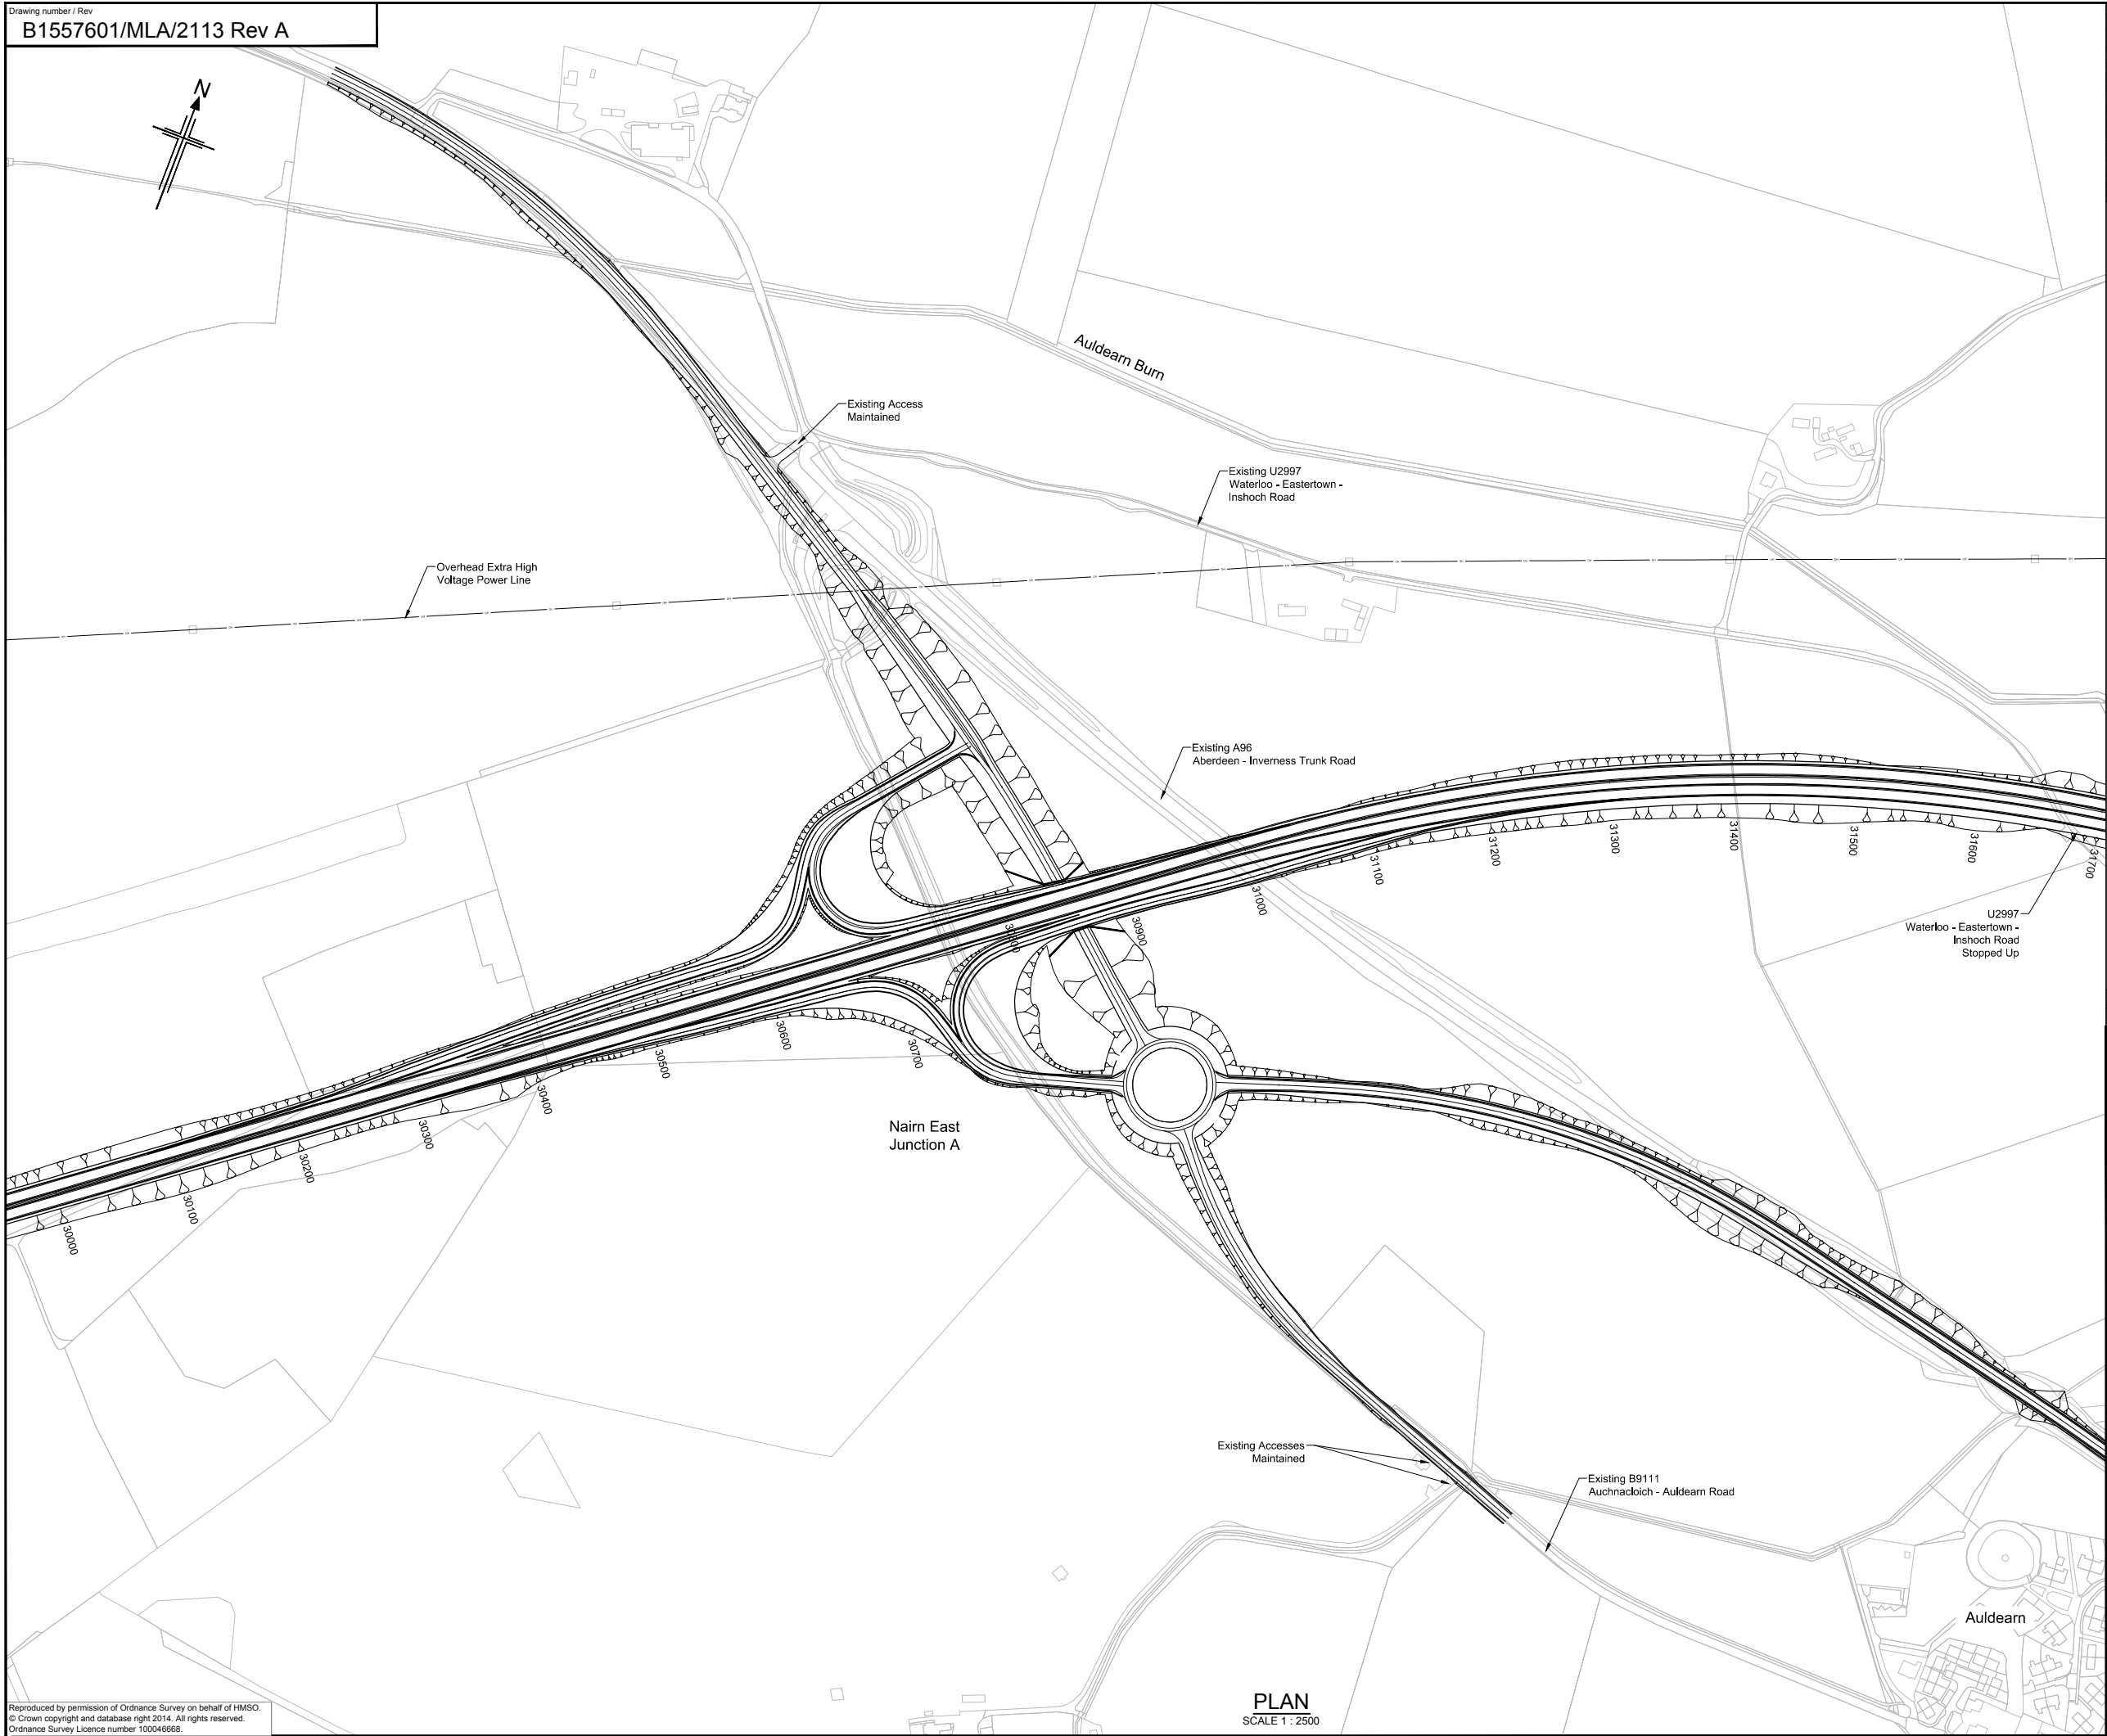 Drawing number / Rev
B1557601/MLA/2113 Rev A
N
Auldearn Burn
Existing Access
Maintained
Existing U2997
Waterloo - Eastertown -
Inshoch Road
Overhead Extra High
Voltage Power Line
Existing A96
Aberdeen - Inverness Trunk Road
U2997
Waterloo - Eastertown -
Inshoch Road
Stopped Up
30000
30100
30200
30300
30400
30500
30600
30700
30900
31000
31100
31200
31300
31400
31500
31600
31700
Nairn East
Junction A
Existing Accesses
Maintained
Existing B9111
Auchnacloich - Auldearn Road
Auldearn
PLAN
SCALE 1 : 2500
Reproduced by permission of Ordnance Survey on behalf of HMSO.
© Crown copyright and database right 2014. All rights reserved.
Ordnance Survey Licence number 100046668.